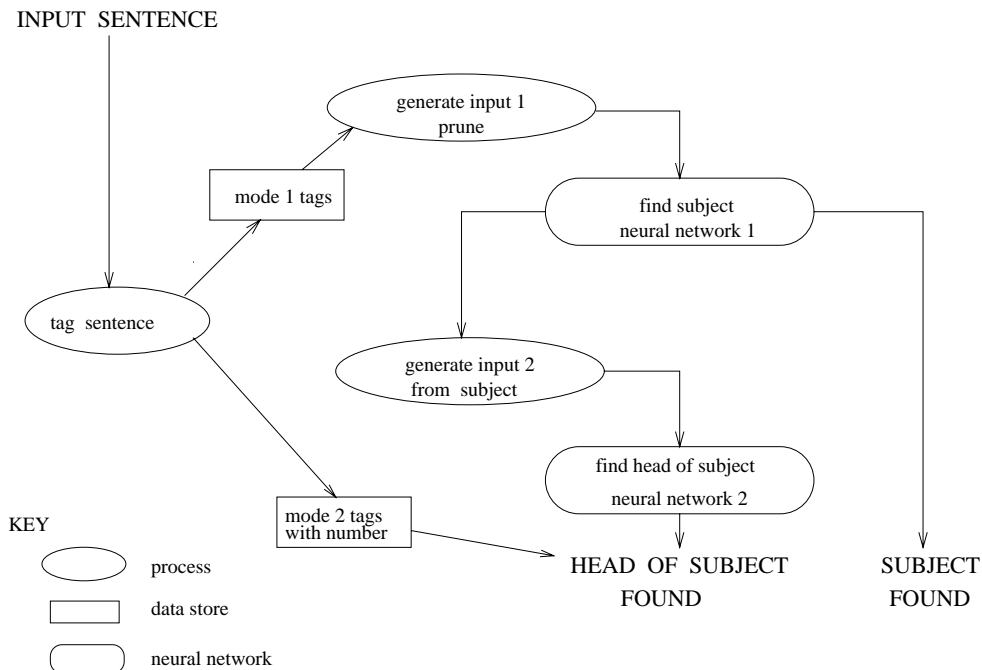 INPUT SENTENCE
generate input 1
prune
mode 1 tags
find subject
neural network 1
tag sentence
generate input 2
from subject
find head of subject
neural network 2
mode 2 tags
with number
HEAD OF SUBJECT
FOUND
SUBJECT
FOUND
KEY
process
data store
neural network